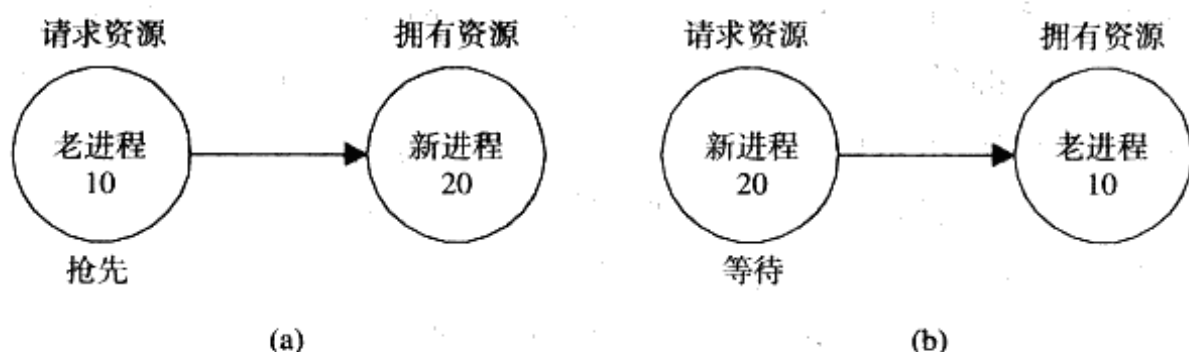 请求资源 拥有资源 请求资源 拥有资源
老进程 新进程 新进程 老进程
10 20 20 10
抢先 等待
(a) (b)